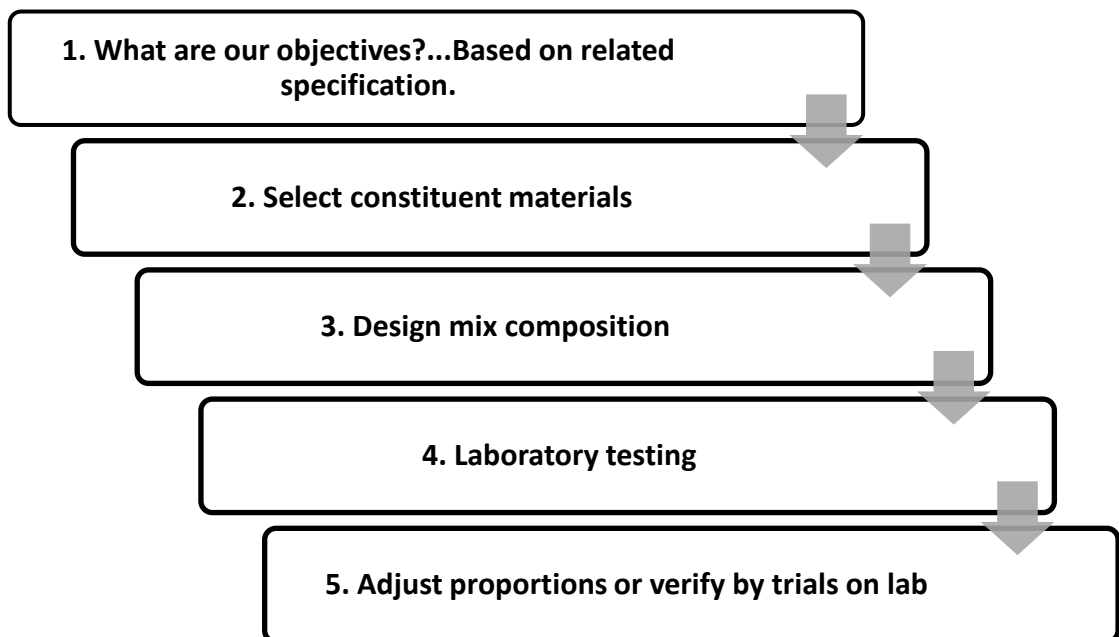 1. What are our objectives?...Based on related
specification.
2. Select constituent materials
3. Design mix composition
4. Laboratory testing
5. Adjust proportions or verify by trials on lab